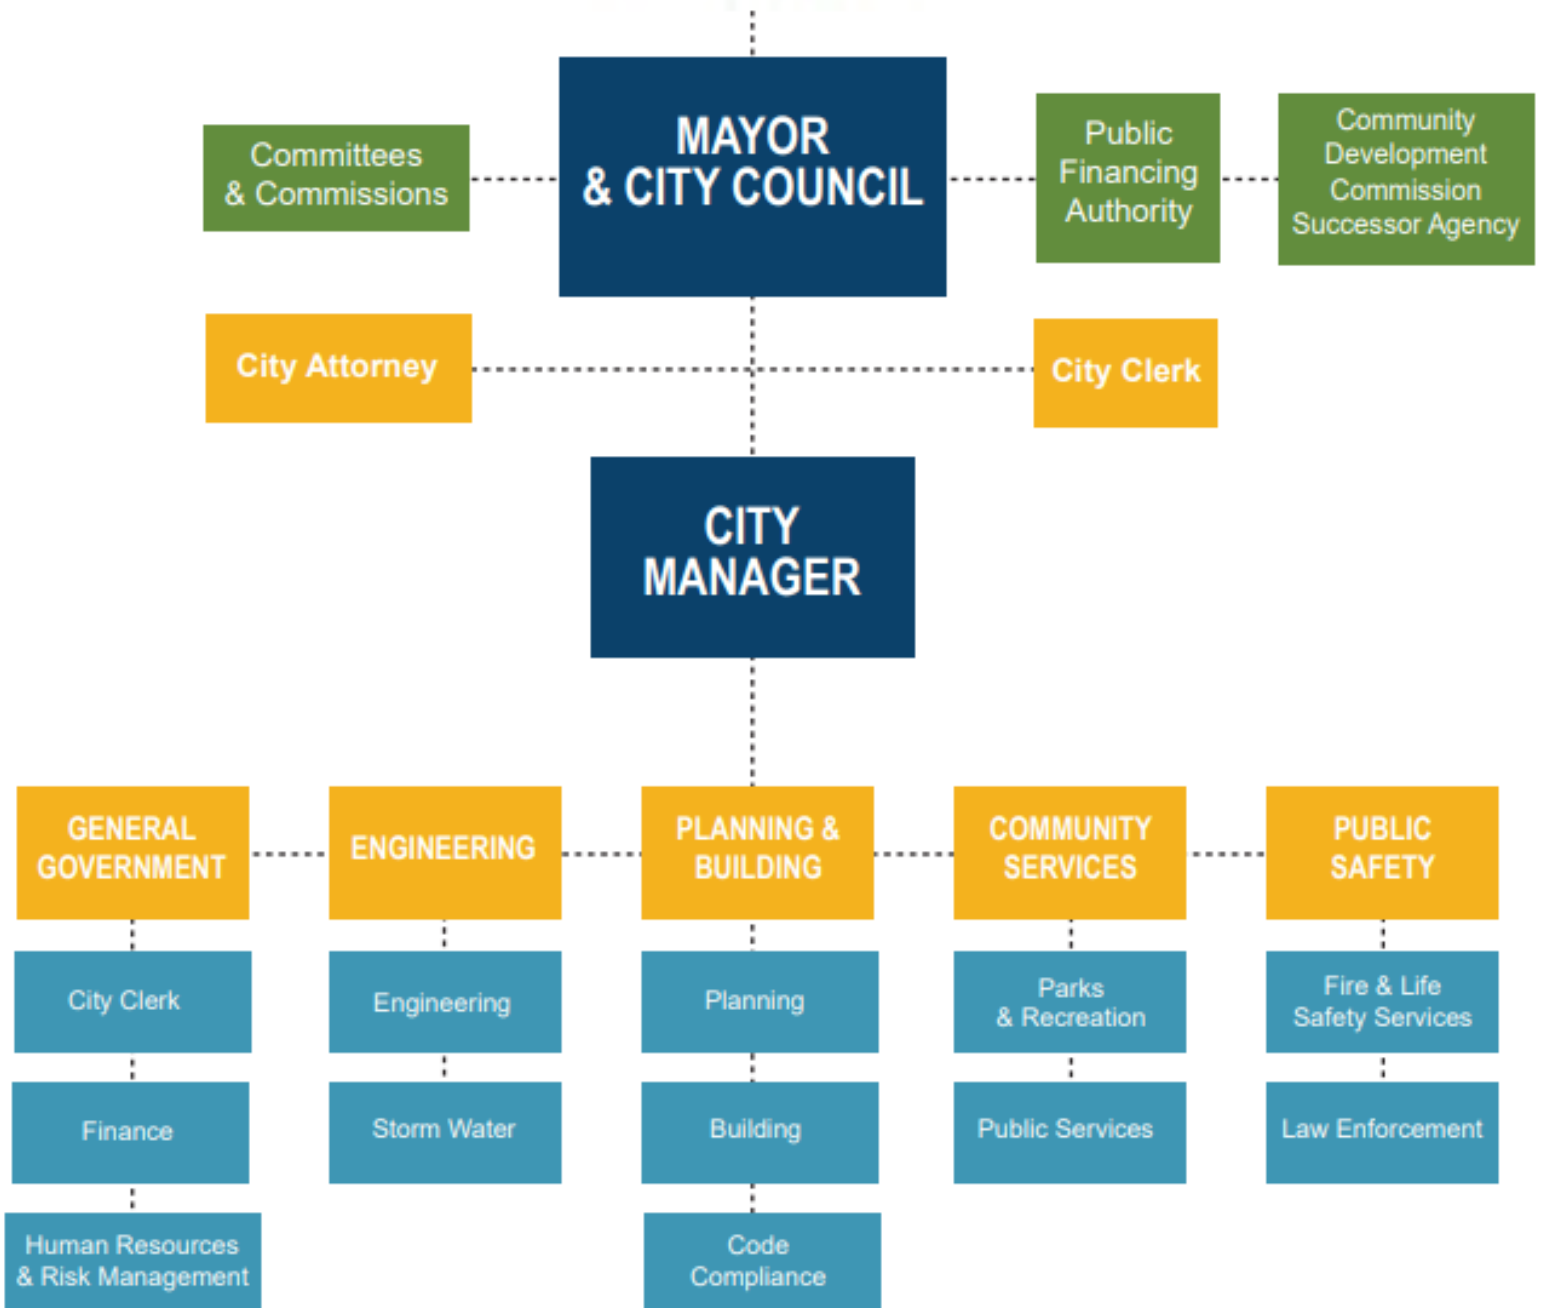 MAYOR
& CITY COUNCIL
Committees
& Commissions
Public
Financing
Authority
Community
Development
Commission
Successor Agency
City Attorney
City Clerk
CITY
MANAGER
GENERAL
GOVERNMENT
ENGINEERING
PLANNING &
BUILDING
COMMUNITY
SERVICES
PUBLIC
SAFETY
City Clerk
Engineering
Planning
Parks
& Recreation
Fire & Life
Safety Services
Finance
Storm Water
Building
Public Services
Law Enforcement
Human Resources
& Risk Management
Code
Compliance